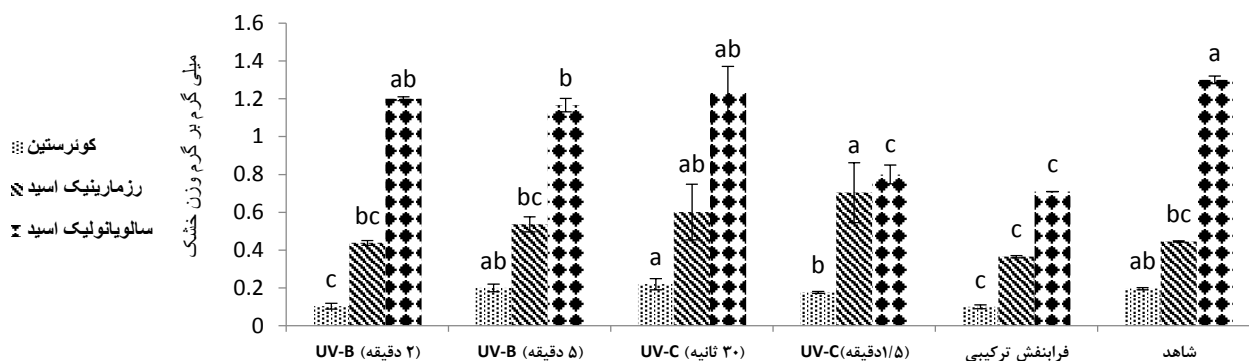 میلی گرم بر گرم وزن خشک
1.6
1.4
1.2
1
0.8
0.6
0.4
0.2
0
کوئرستین
رزمارینیک اسید
سالویانولیک اسید
c bc ab
ab bc b
a ab ab
b a c
c c c
ab bc a
UV-B (۲ دقیقه)
UV-B (۵ دقیقه)
UV-C (۳۰ ثانیه)
UV-C(۱/۵دقیقه)
فرابنفش ترکیبی
شاهد